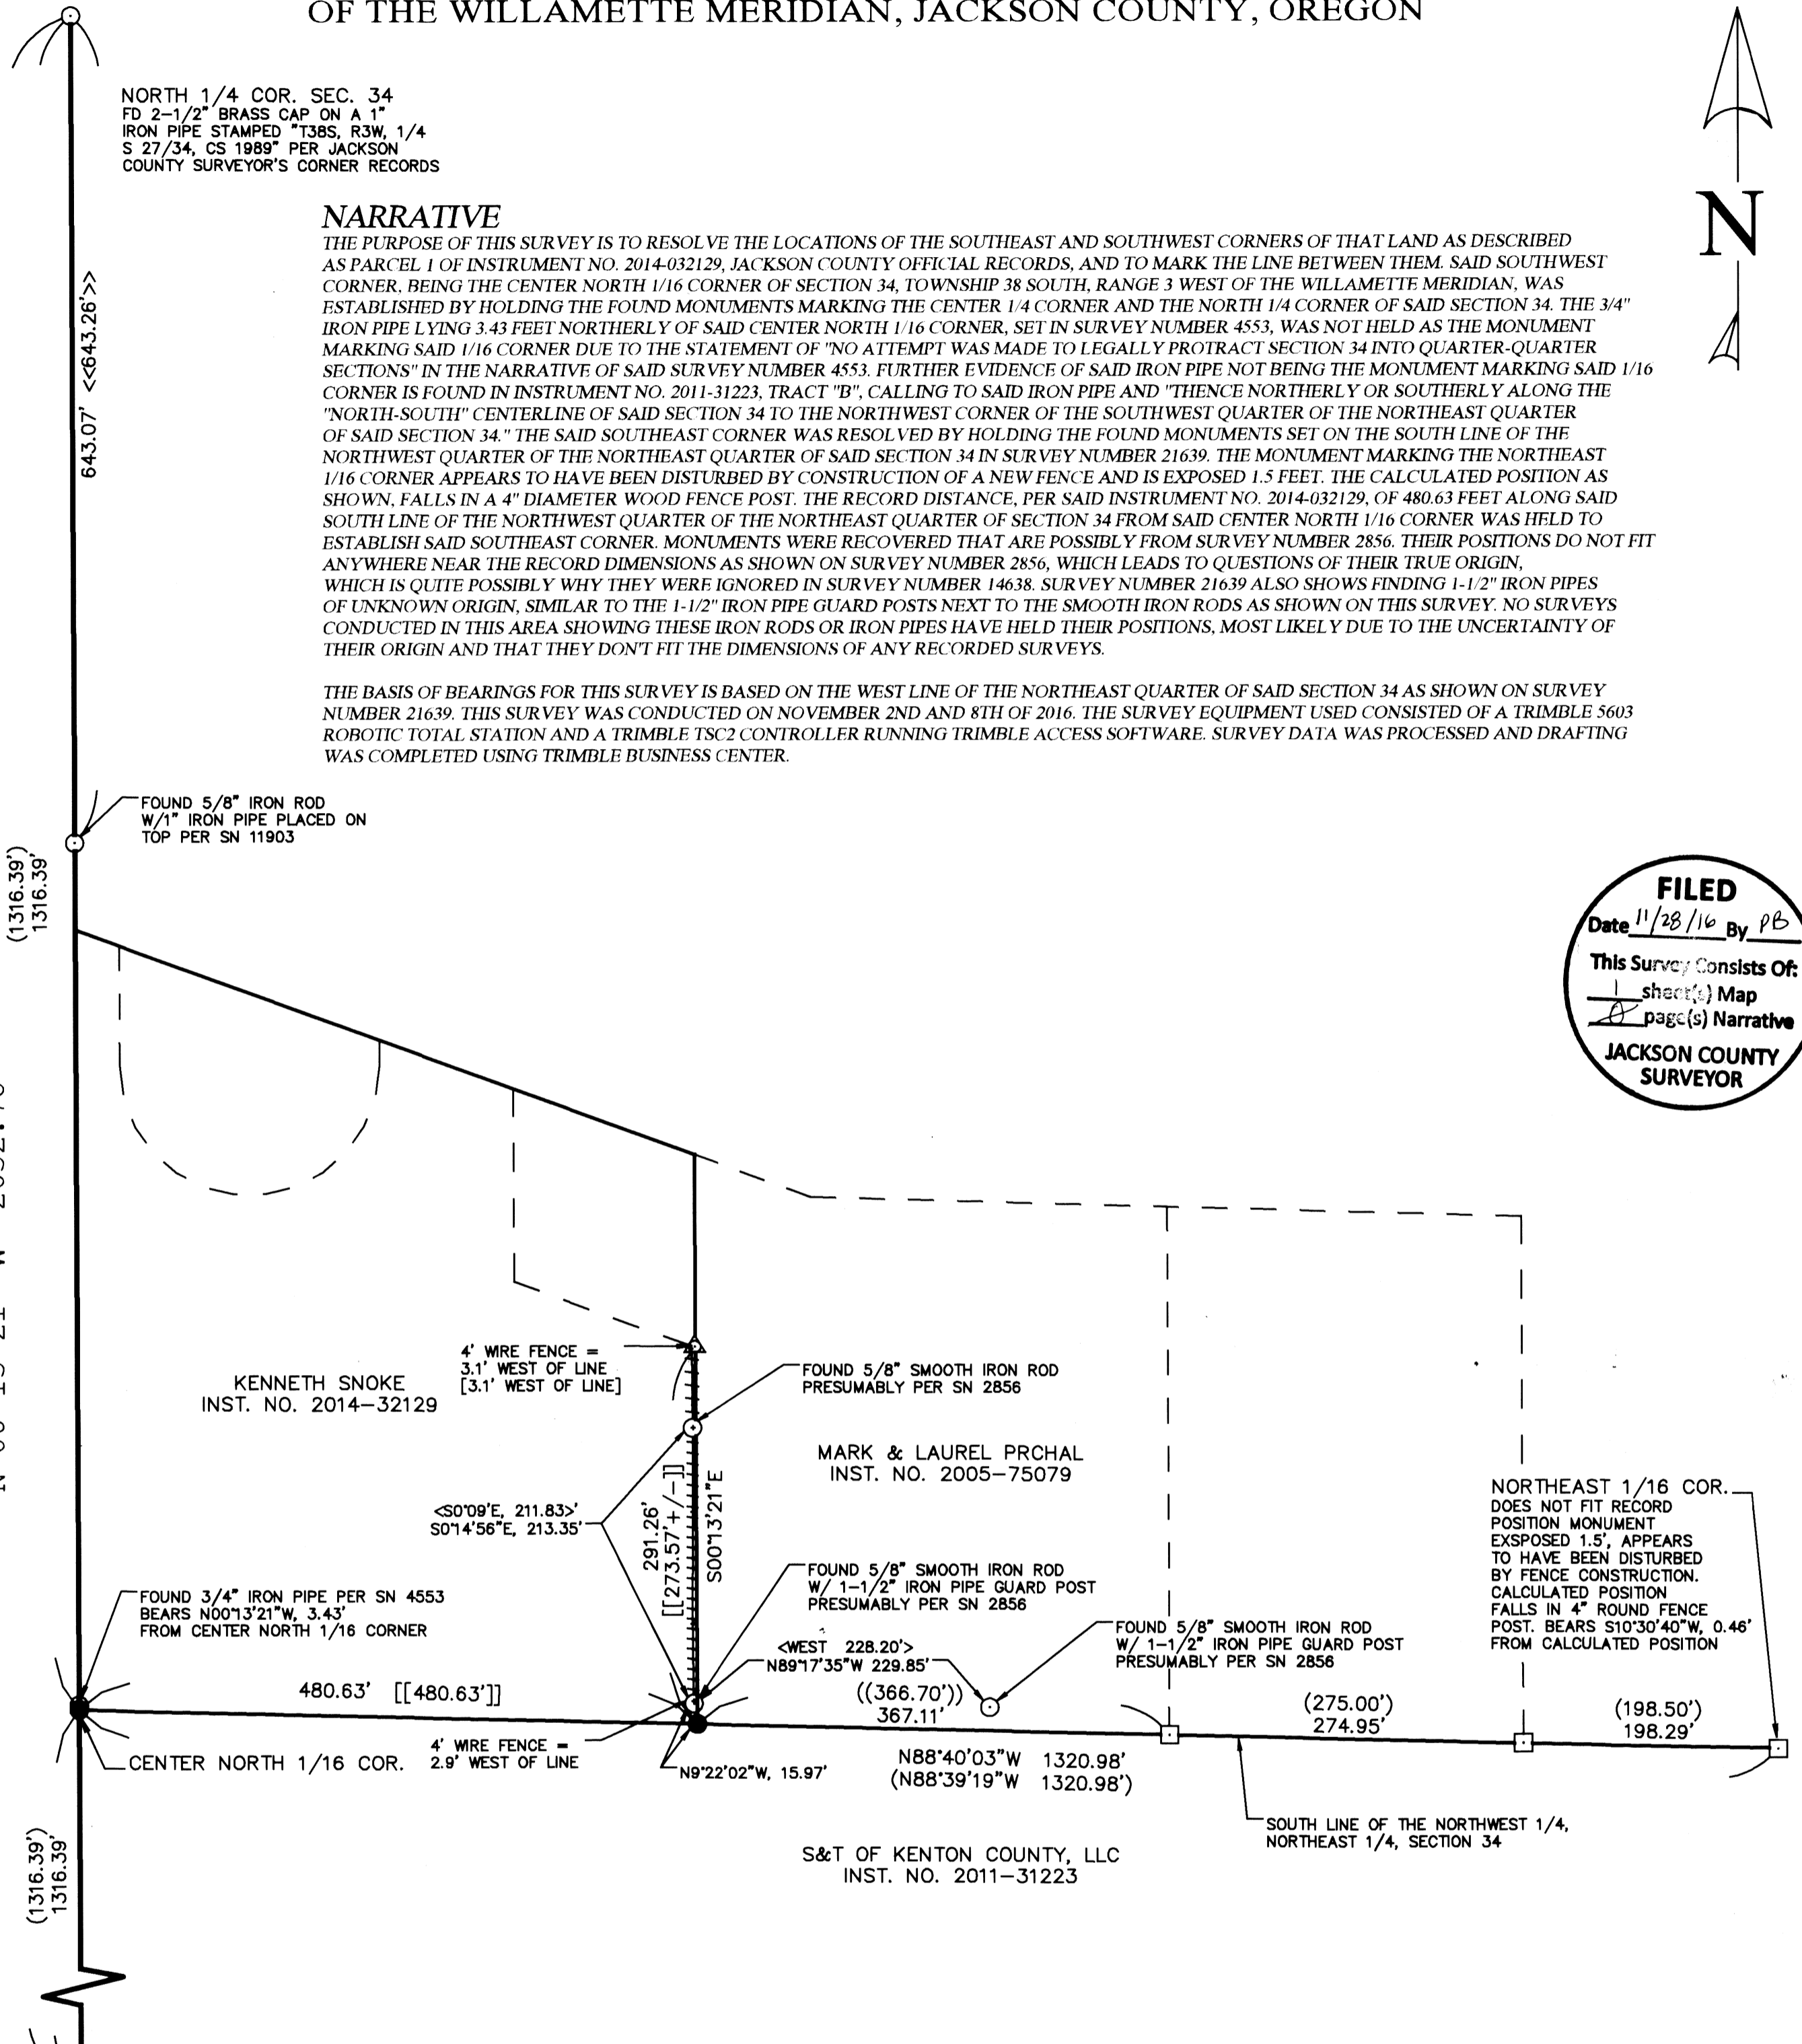 OF THE WILLAMETTE MERIDIAN, JACKSON COUNTY, OREGON
NORTH 1/4 COR. SEC. 34
FD 2-1/2" BRASS CAP ON A 1"
IRON PIPE STAMPED "T38S, R3W, 1/4
S 27/34, CS 1989" PER JACKSON
COUNTY SURVEYOR'S CORNER RECORDS
N
NARRATIVE
THE PURPOSE OF THIS SURVEY IS TO RESOLVE THE LOCATIONS OF THE SOUTHEAST AND SOUTHWEST CORNERS OF THAT LAND AS DESCRIBED
AS PARCEL 1 OF INSTRUMENT NO. 2014-032129, JACKSON COUNTY OFFICIAL RECORDS, AND TO MARK THE LINE BETWEEN THEM. SAID SOUTHWEST
CORNER, BEING THE CENTER NORTH 1/16 CORNER OF SECTION 34, TOWNSHIP 38 SOUTH, RANGE 3 WEST OF THE WILLAMETTE MERIDIAN, WAS
ESTABLISHED BY HOLDING THE FOUND MONUMENTS MARKING THE CENTER 1/4 CORNER AND THE NORTH 1/4 CORNER OF SAID SECTION 34. THE 3/4"
IRON PIPE LYING 3.43 FEET NORTHERLY OF SAID CENTER NORTH 1/16 CORNER, SET IN SURVEY NUMBER 4553, WAS NOT HELD AS THE MONUMENT
MARKING SAID 1/16 CORNER DUE TO THE STATEMENT OF "NO ATTEMPT WAS MADE TO LEGALLY PROTRACT SECTION 34 INTO QUARTER-QUARTER
SECTIONS" IN THE NARRATIVE OF SAID SURVEY NUMBER 4553. FURTHER EVIDENCE OF SAID IRON PIPE NOT BEING THE MONUMENT MARKING SAID 1/16
CORNER IS FOUND IN INSTRUMENT NO. 2011-31223, TRACT "B", CALLING TO SAID IRON PIPE AND "THENCE NORTHERLY OR SOUTHERLY ALONG THE
"NORTH-SOUTH" CENTERLINE OF SAID SECTION 34 TO THE NORTHWEST CORNER OF THE SOUTHWEST QUARTER OF THE NORTHEAST QUARTER
OF SAID SECTION 34." THE SAID SOUTHEAST CORNER WAS RESOLVED BY HOLDING THE FOUND MONUMENTS SET ON THE SOUTH LINE OF THE
NORTHWEST QUARTER OF THE NORTHEAST QUARTER OF SAID SECTION 34 IN SURVEY NUMBER 21639. THE MONUMENT MARKING THE NORTHEAST
1/16 CORNER APPEARS TO HAVE BEEN DISTURBED BY CONSTRUCTION OF A NEW FENCE AND IS EXPOSED 1.5 FEET. THE CALCULATED POSITION AS
SHOWN, FALLS IN A 4" DIAMETER WOOD FENCE POST. THE RECORD DISTANCE, PER SAID INSTRUMENT NO. 2014-032129, OF 480.63 FEET ALONG SAID
SOUTH LINE OF THE NORTHWEST QUARTER OF THE NORTHEAST QUARTER OF SECTION 34 FROM SAID CENTER NORTH 1/16 CORNER WAS HELD TO
ESTABLISH SAID SOUTHEAST CORNER. MONUMENTS WERE RECOVERED THAT ARE POSSIBLY FROM SURVEY NUMBER 2856. THEIR POSITIONS DO NOT FIT
ANYWHERE NEAR THE RECORD DIMENSIONS AS SHOWN ON SURVEY NUMBER 2856, WHICH LEADS TO QUESTIONS OF THEIR TRUE ORIGIN,
WHICH IS QUITE POSSIBLY WHY THEY WERE IGNORED IN SURVEY NUMBER 14638. SURVEY NUMBER 21639 ALSO SHOWS FINDING 1-1/2" IRON PIPES
OF UNKNOWN ORIGIN, SIMILAR TO THE 1-1/2" IRON PIPE GUARD POSTS NEXT TO THE SMOOTH IRON RODS AS SHOWN ON THIS SURVEY. NO SURVEYS
CONDUCTED IN THIS AREA SHOWING THESE IRON RODS OR IRON PIPES HAVE HELD THEIR POSITIONS, MOST LIKELY DUE TO THE UNCERTAINTY OF
THEIR ORIGIN AND THAT THEY DON'T FIT THE DIMENSIONS OF ANY RECORDED SURVEYS.
THE BASIS OF BEARINGS FOR THIS SURVEY IS BASED ON THE WEST LINE OF THE NORTHEAST QUARTER OF SAID SECTION 34 AS SHOWN ON SURVEY
NUMBER 21639. THIS SURVEY WAS CONDUCTED ON NOVEMBER 2ND AND 8TH OF 2016. THE SURVEY EQUIPMENT USED CONSISTED OF A TRIMBLE 5603
ROBOTIC TOTAL STATION AND A TRIMBLE TSC2 CONTROLLER RUNNING TRIMBLE ACCESS SOFTWARE. SURVEY DATA WAS PROCESSED AND DRAFTING
WAS COMPLETED USING TRIMBLE BUSINESS CENTER.
643.07' <<643.26'>>
FOUND 5/8" IRON ROD
W/1" IRON PIPE PLACED ON
TOP PER SN 11903
(1316.39')
1316.39'
FILED
Date 11/28/16 By PB
This Survey Consists Of:
1 sheet(s) Map
0 page(s) Narrative
JACKSON COUNTY
SURVEYOR
4' WIRE FENCE =
3.1' WEST OF LINE
[3.1' WEST OF LINE]
KENNETH SNOKE
INST. NO. 2014-32129
FOUND 5/8" SMOOTH IRON ROD
PRESUMABLY PER SN 2856
MARK & LAUREL PRCHAL
INST. NO. 2005-75079
<S0°09'E, 211.83>'
S0°14'56"E, 213.35'
291.26'
[[273.57'+/-]]
S00°13'21"E
NORTHEAST 1/16 COR.
DOES NOT FIT RECORD
POSITION MONUMENT
EXSPOSED 1.5', APPEARS
TO HAVE BEEN DISTURBED
BY FENCE CONSTRUCTION.
CALCULATED POSITION
FALLS IN 4" ROUND FENCE
POST. BEARS S10°30'40"W, 0.46'
FROM CALCULATED POSITION
FOUND 3/4" IRON PIPE PER SN 4553
BEARS N00°13'21"W, 3.43'
FROM CENTER NORTH 1/16 CORNER
FOUND 5/8" SMOOTH IRON ROD
W/ 1-1/2" IRON PIPE GUARD POST
PRESUMABLY PER SN 2856
FOUND 5/8" SMOOTH IRON ROD
W/ 1-1/2" IRON PIPE GUARD POST
PRESUMABLY PER SN 2856
<WEST 228.20'>
N89°17'35"W 229.85'
480.63' [[480.63']]
((366.70'))
367.11'
(275.00')
274.95'
(198.50')
198.29'
CENTER NORTH 1/16 COR.
4' WIRE FENCE =
2.9' WEST OF LINE
N9°22'02"W, 15.97'
N88°40'03"W 1320.98'
(N88°39'19"W 1320.98')
SOUTH LINE OF THE NORTHWEST 1/4,
NORTHEAST 1/4, SECTION 34
S&T OF KENTON COUNTY, LLC
INST. NO. 2011-31223
(1316.39')
1316.39'